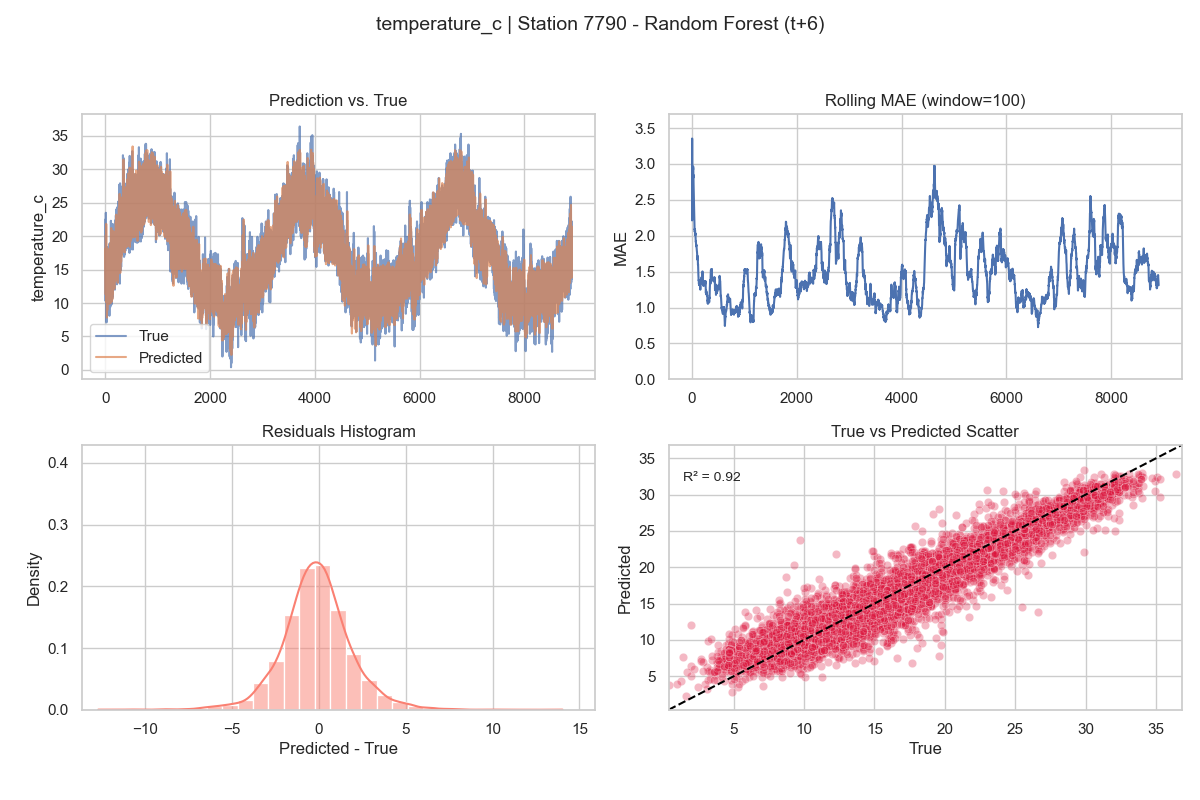 temperature_c | Station 7790 - Random Forest (t+6)
Prediction vs. True
temperature_c
35
30
25
20
15
10
5
0
True
Predicted
0 2000 4000 6000 8000
Rolling MAE (window=100)
MAE
3.5
3.0
2.5
2.0
1.5
1.0
0.5
0.0
0 2000 4000 6000 8000
Residuals Histogram
Density
0.4
0.3
0.2
0.1
0.0
−10 −5 0 5 10 15
Predicted - True
True vs Predicted Scatter
R² = 0.92
Predicted
35
30
25
20
15
10
5
5 10 15 20 25 30 35
True